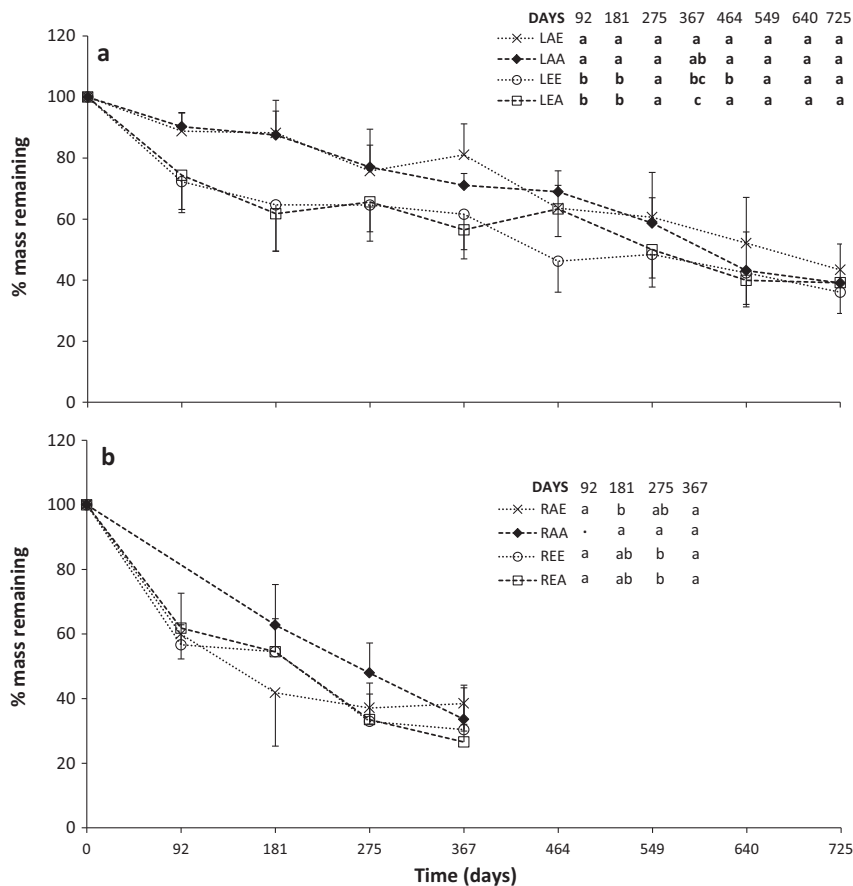 DAYS 92 181 275 367 464 549 640 725
LAE a a a a a a a a
LAA a a a ab a a a a
LEE b b a bc b a a a
LEA b b a c a a a a
a
120
100
80
60
40
20
0
% mass remaining
b
DAYS 92 181 275 367
RAE a b ab a
RAA · a a a
REE a ab b a
REA a ab b a
120
100
80
60
40
20
0
% mass remaining
0 92 181 275 367 464 549 640 725
Time (days)